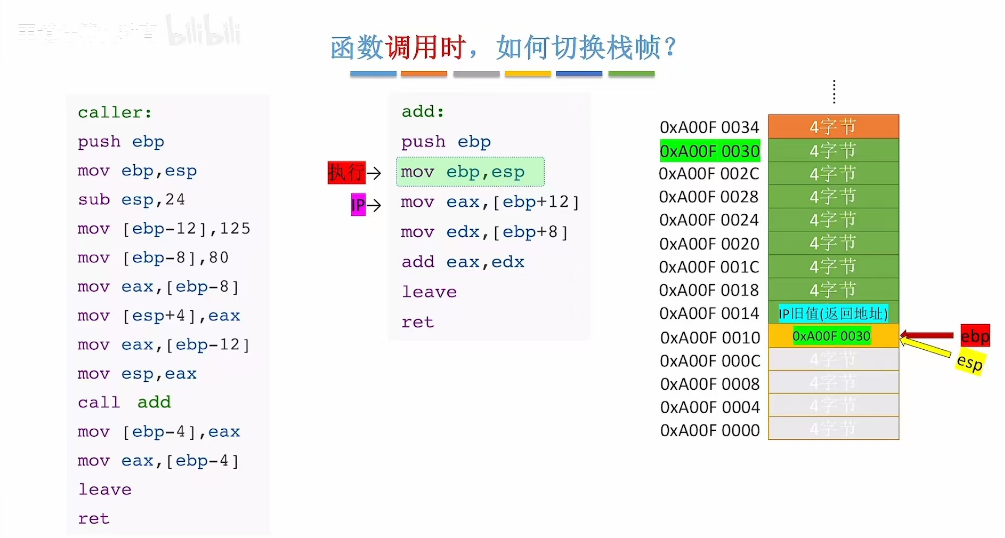 bilibili
函数调用时，如何切换栈帧？
caller:
push ebp
mov ebp,esp
sub esp,24
mov [ebp-12],125
mov [ebp-8],80
mov eax,[ebp-8]
mov [esp+4],eax
mov eax,[ebp-12]
mov esp,eax
call add
mov [ebp-4],eax
mov eax,[ebp-4]
leave
ret
add:
push ebp
执行→ mov ebp,esp
IP→ mov eax,[ebp+12]
mov edx,[ebp+8]
add eax,edx
leave
ret
0xA00F 0034 4字节
0xA00F 0030 4字节
0xA00F 002C 4字节
0xA00F 0028 4字节
0xA00F 0024 4字节
0xA00F 0020 4字节
0xA00F 001C 4字节
0xA00F 0018 4字节
0xA00F 0014 IP旧值(返回地址)
0xA00F 0010 0xA00F 0030 ebp
esp
0xA00F 000C 4字节
0xA00F 0008 4字节
0xA00F 0004 4字节
0xA00F 0000 4字节